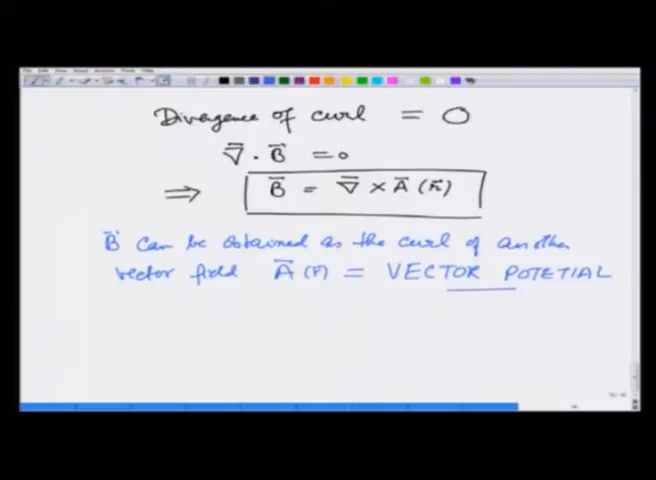 Divergence of curl = 0
∇⃗ · B⃗ = 0
⇒ B⃗ = ∇⃗ × A⃗ (r⃗)
B⃗ can be obtained as the curl of another
vector field A⃗ (r) = VECTOR POTETIAL